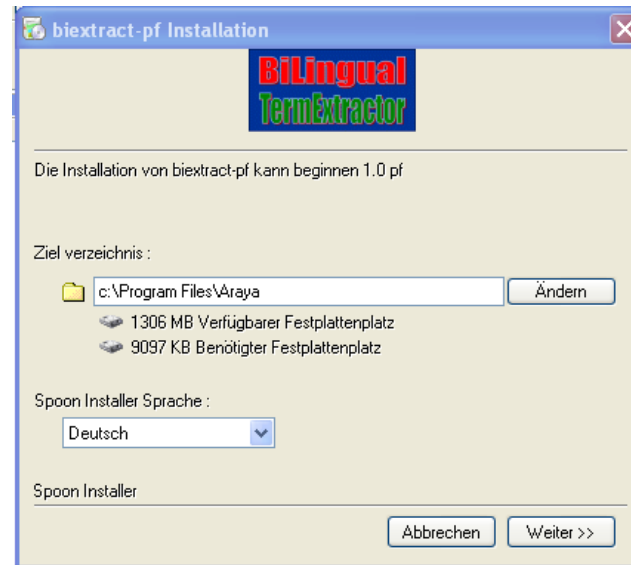 biextract-pf Installation
BiLingual
TermExtractor
Die Installation von biextract-pf kann beginnen 1.0 pf
Ziel verzeichnis :
c:\Program Files\Araya
Ändern
1306 MB Verfügbarer Festplattenplatz
9097 KB Benötigter Festplattenplatz
Spoon Installer Sprache :
Deutsch
Spoon Installer
Abbrechen
Weiter >>